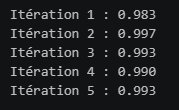 Itération 1 : 0.983
Itération 2 : 0.997
Itération 3 : 0.993
Itération 4 : 0.990
Itération 5 : 0.993